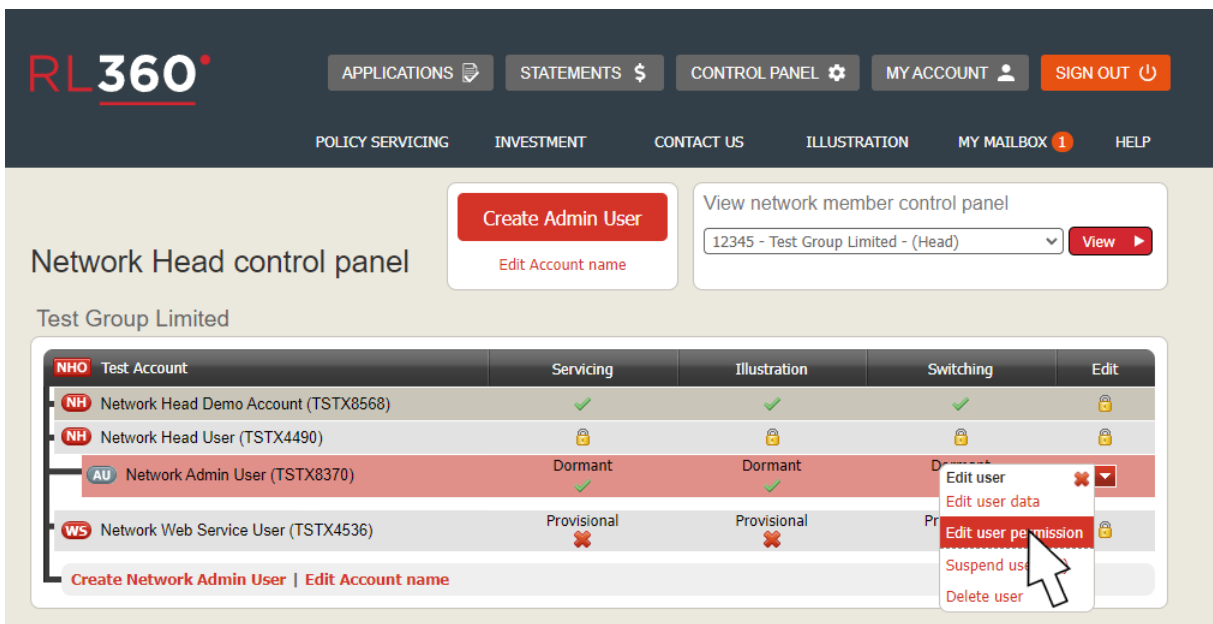 RL360
APPLICATIONS
STATEMENTS $
CONTROL PANEL
MY ACCOUNT
SIGN OUT
POLICY SERVICING
INVESTMENT
CONTACT US
ILLUSTRATION
MY MAILBOX 1
HELP
Network Head control panel
Create Admin User
Edit Account name
View network member control panel
12345 - Test Group Limited - (Head)
View
Test Group Limited
NHO Test Account Servicing Illustration Switching Edit
NH Network Head Demo Account (TSTX8568)
NH Network Head User (TSTX4490)
AU Network Admin User (TSTX8370) Dormant Dormant
WS Network Web Service User (TSTX4536) Provisional Provisional
Edit user
Edit user data
Edit user permission
Suspend
Delete user
Create Network Admin User | Edit Account name